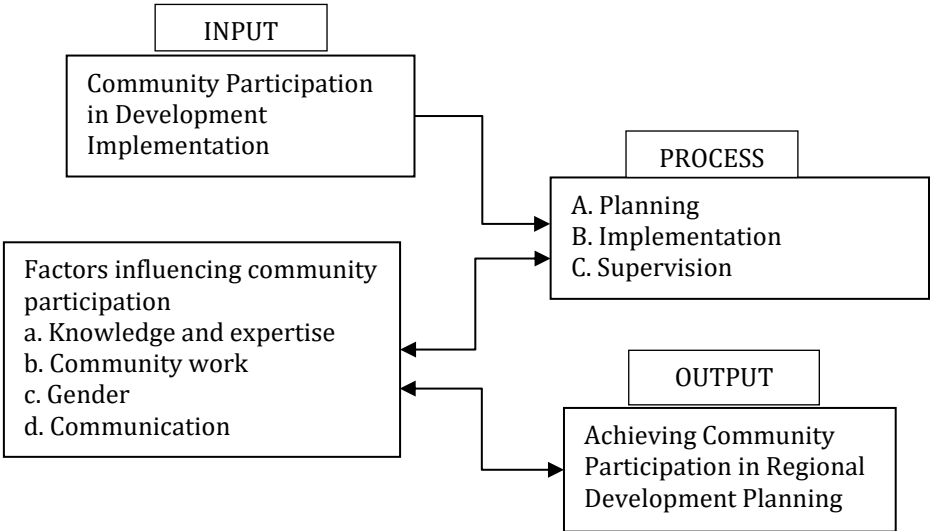 INPUT
Community Participation
in Development
Implementation
PROCESS
A. Planning
B. Implementation
C. Supervision
Factors influencing community
participation
a. Knowledge and expertise
b. Community work
c. Gender
d. Communication
OUTPUT
Achieving Community
Participation in Regional
Development Planning